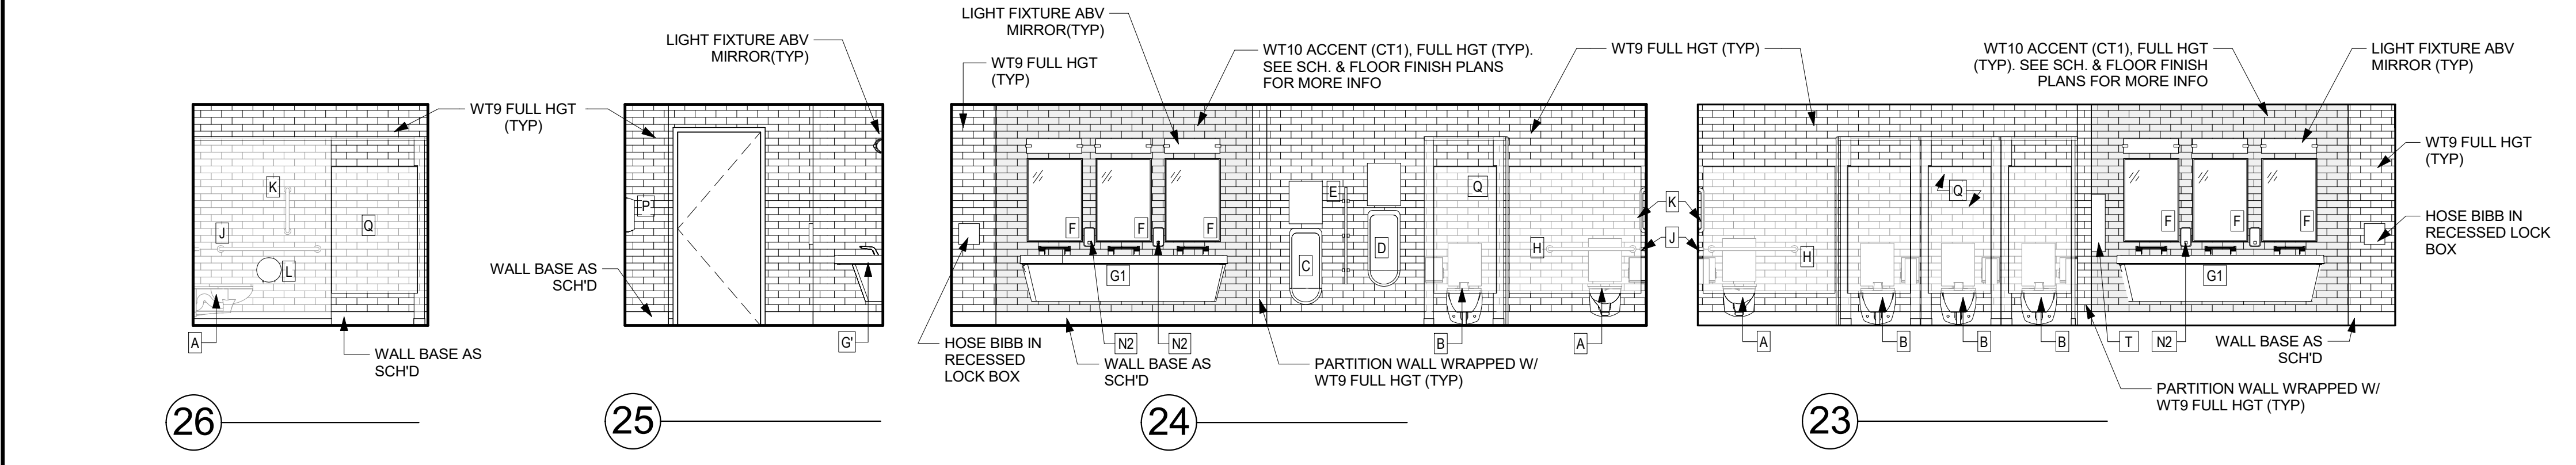 WT9 FULL HGT
(TYP)
K
J
Q
L
A
WALL BASE AS
SCH'D
26
LIGHT FIXTURE ABV
MIRROR(TYP)
P
WALL BASE AS
SCH'D
G'
25
LIGHT FIXTURE ABV
MIRROR(TYP)
WT9 FULL HGT
(TYP)
WT10 ACCENT (CT1), FULL HGT (TYP).
SEE SCH. & FLOOR FINISH PLANS
FOR MORE INFO
WT9 FULL HGT (TYP)
F
F
F
G1
E
C
D
Q
H
K
J
HOSE BIBB IN
RECESSED
LOCK BOX
N2
N2
WALL BASE AS
SCH'D
B
A
PARTITION WALL WRAPPED W/
WT9 FULL HGT (TYP)
24
WT10 ACCENT (CT1), FULL HGT
(TYP). SEE SCH. & FLOOR FINISH
PLANS FOR MORE INFO
LIGHT FIXTURE ABV
MIRROR (TYP)
WT9 FULL HGT
(TYP)
Q
H
F
F
F
G1
HOSE BIBB IN
RECESSED LOCK
BOX
A
B
B
B
T
N2
WALL BASE AS
SCH'D
PARTITION WALL WRAPPED W/
WT9 FULL HGT (TYP)
23